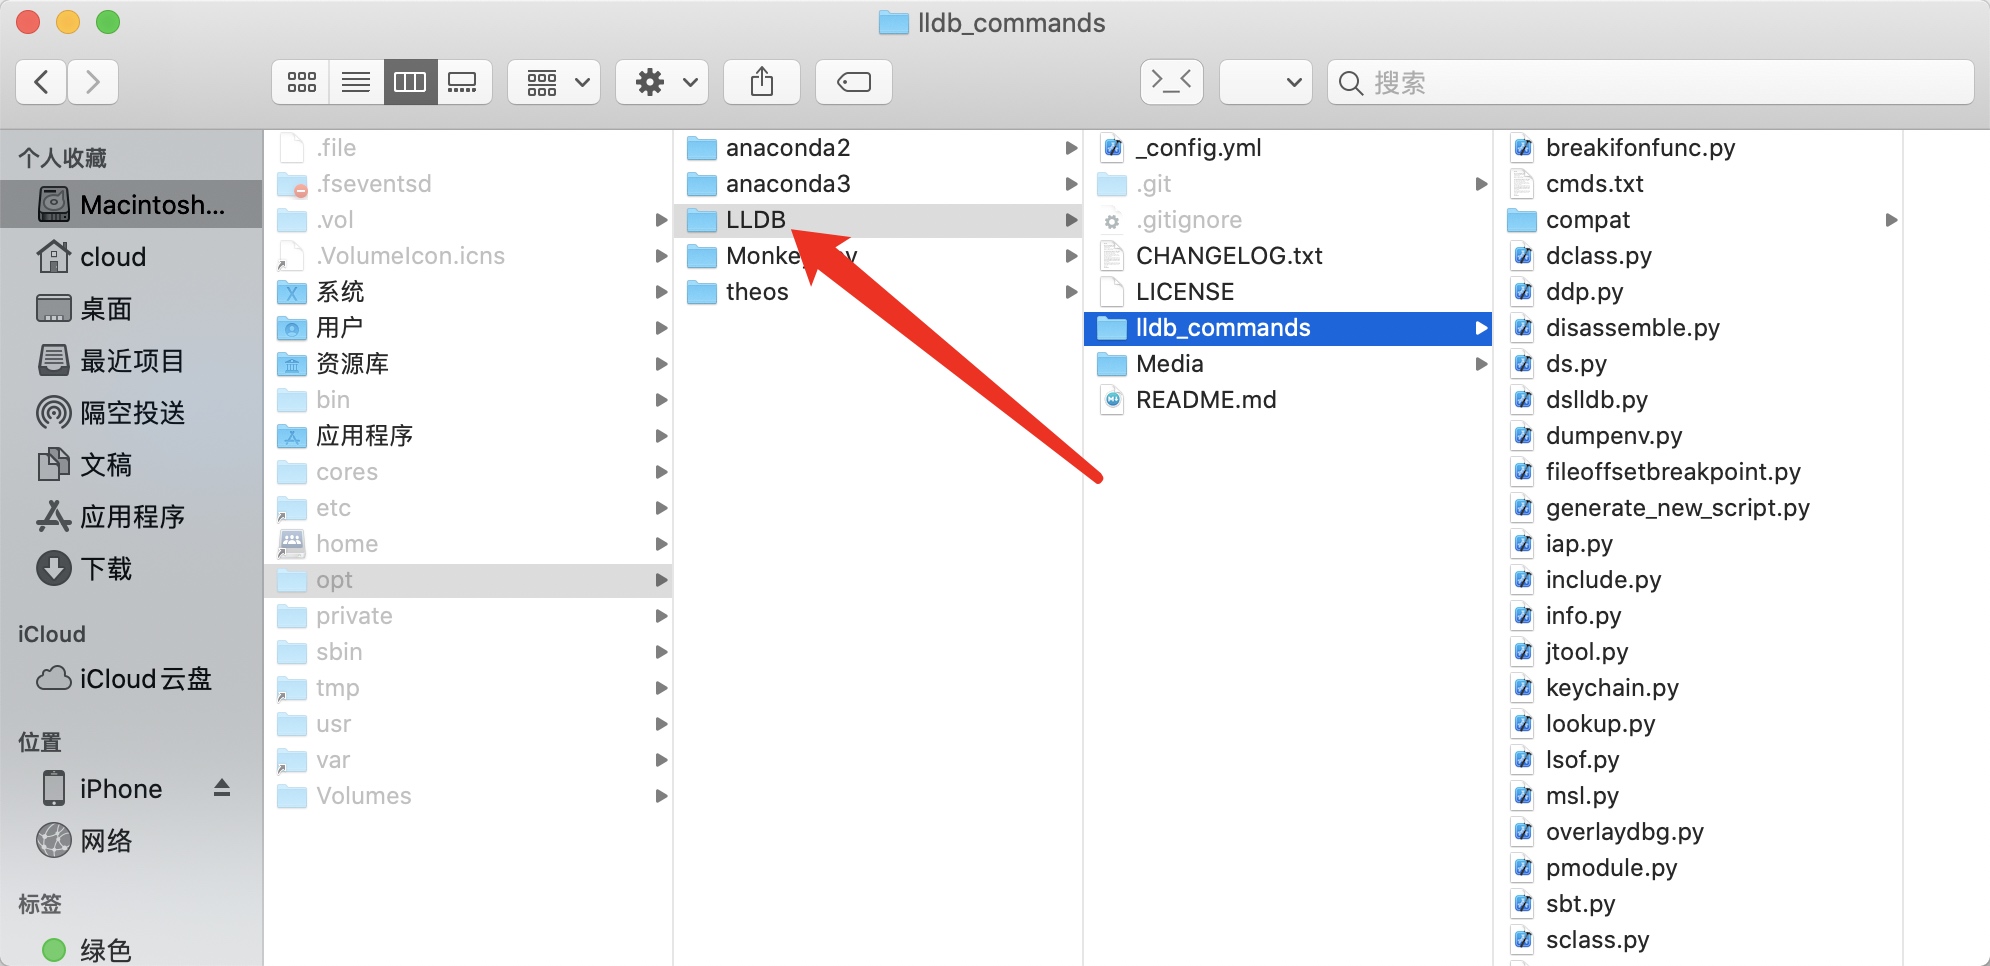 lldb_commands
>_<
搜索
个人收藏
Macintosh...
cloud
桌面
最近项目
隔空投送
文稿
应用程序
下载
iCloud
iCloud云盘
位置
iPhone
网络
标签
绿色
.file
.fseventsd
.vol
.VolumeIcon.icns
系统
用户
资源库
bin
应用程序
cores
etc
home
opt
private
sbin
tmp
usr
var
Volumes
anaconda2
anaconda3
LLDB
theos
_config.yml
.git
.gitignore
CHANGELOG.txt
LICENSE
lldb_commands
Media
README.md
breakifonfunc.py
cmds.txt
compat
dclass.py
ddp.py
disassemble.py
ds.py
dslldb.py
dumpenv.py
fileoffsetbreakpoint.py
generate_new_script.py
iap.py
include.py
info.py
jtool.py
keychain.py
lookup.py
lsof.py
msl.py
overlaydbg.py
pmodule.py
sbt.py
sclass.py